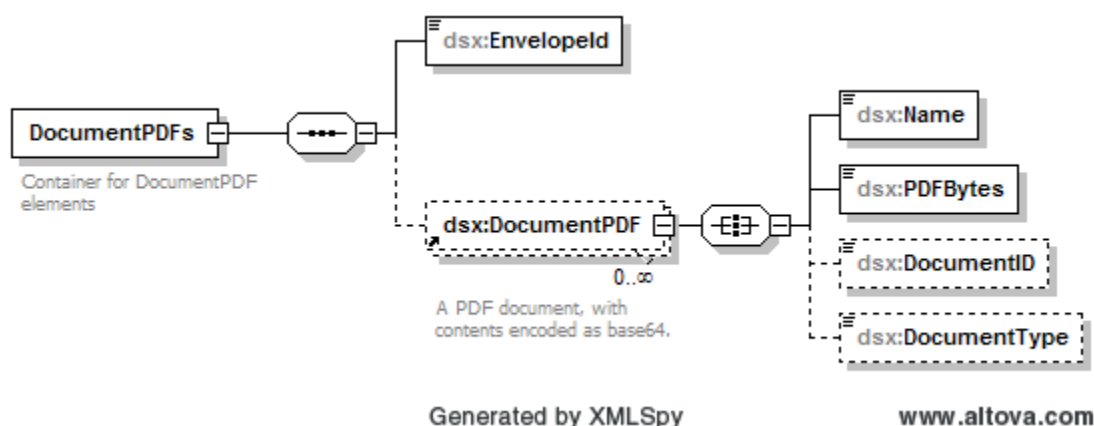 dsx:EnvelopeId
DocumentPDFs
Container for DocumentPDF
elements
dsx:DocumentPDF
0..∞
A PDF document, with
contents encoded as base64.
dsx:Name
dsx:PDFBytes
dsx:DocumentID
dsx:DocumentType
Generated by XMLSpy
www.altova.com